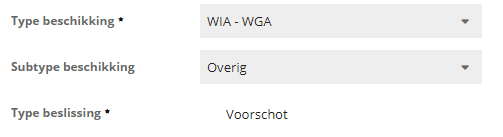 Type beschikking * WIA - WGA
Subtype beschikking Overig
Type beslissing * Voorschot